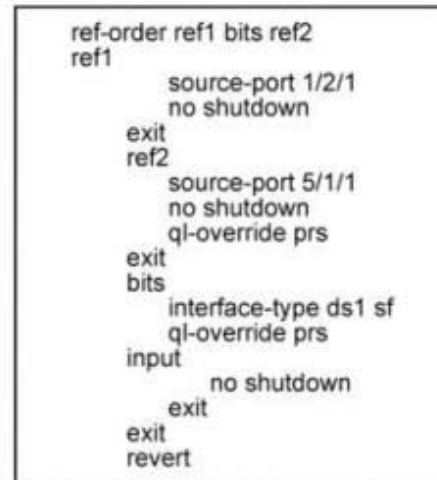 ref-order ref1 bits ref2
ref1
source-port 1/2/1
no shutdown
exit
ref2
source-port 5/1/1
no shutdown
ql-override prs
exit
bits
interface-type ds1 sf
ql-override prs
input
no shutdown
exit
exit
revert